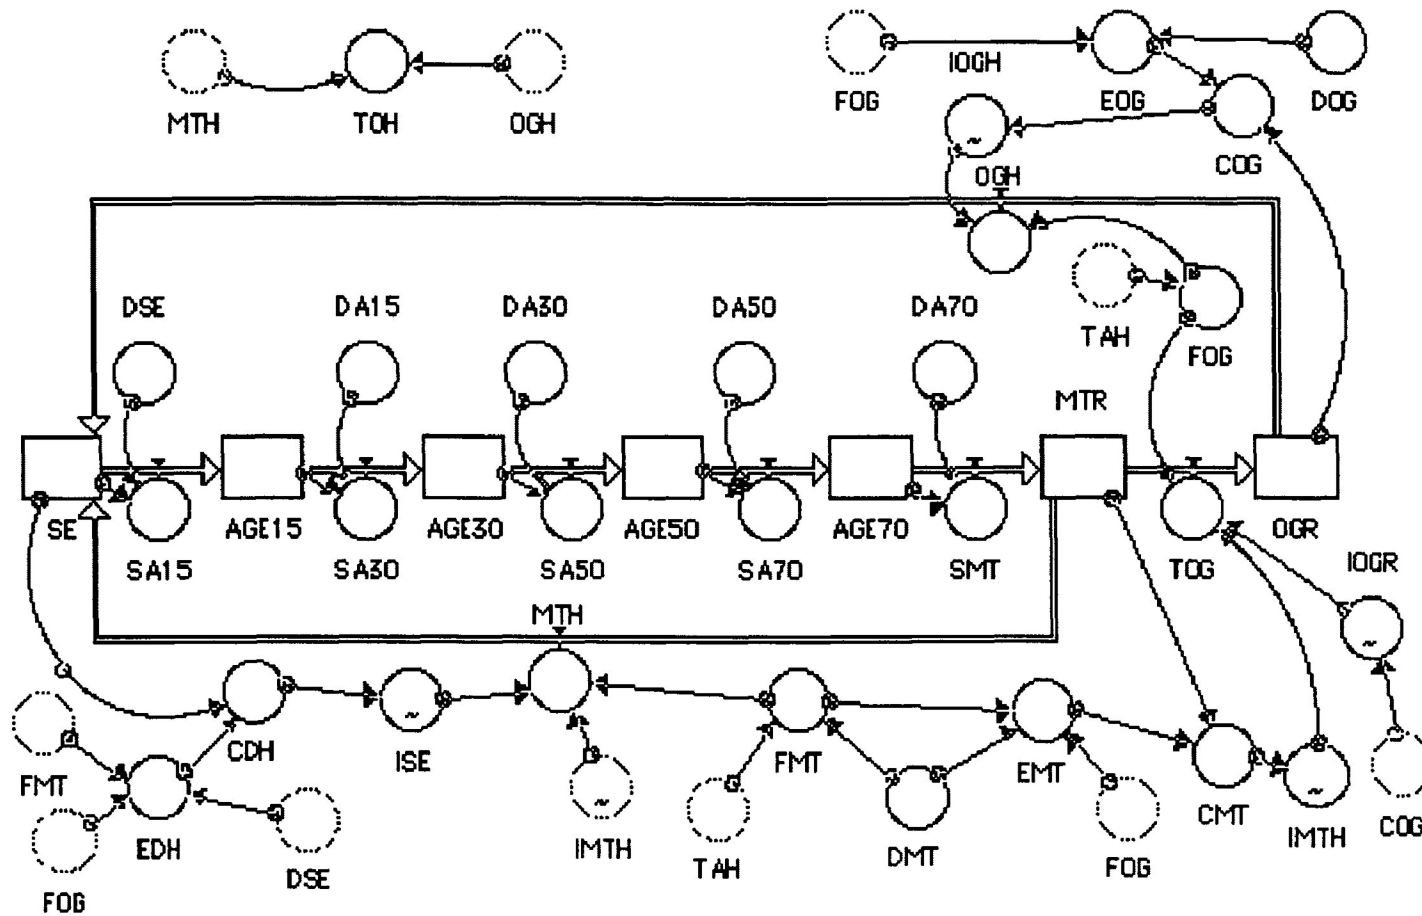 MTH
TOH
OGH
FOG
IOGH
EOG
DOG
COG
OGH
TAH
FOG
DSE
DA15
DA30
DA50
DA70
MTR
SE
AGE15
AGE30
AGE50
AGE70
OGR
SA15
SA30
SA50
SA70
SMT
TOG
IOGR
MTH
CDH
ISE
FMT
EMT
CMT
IMTH
COG
FMT
EDH
DSE
FOG
IMTH
TAH
DMT
FOG